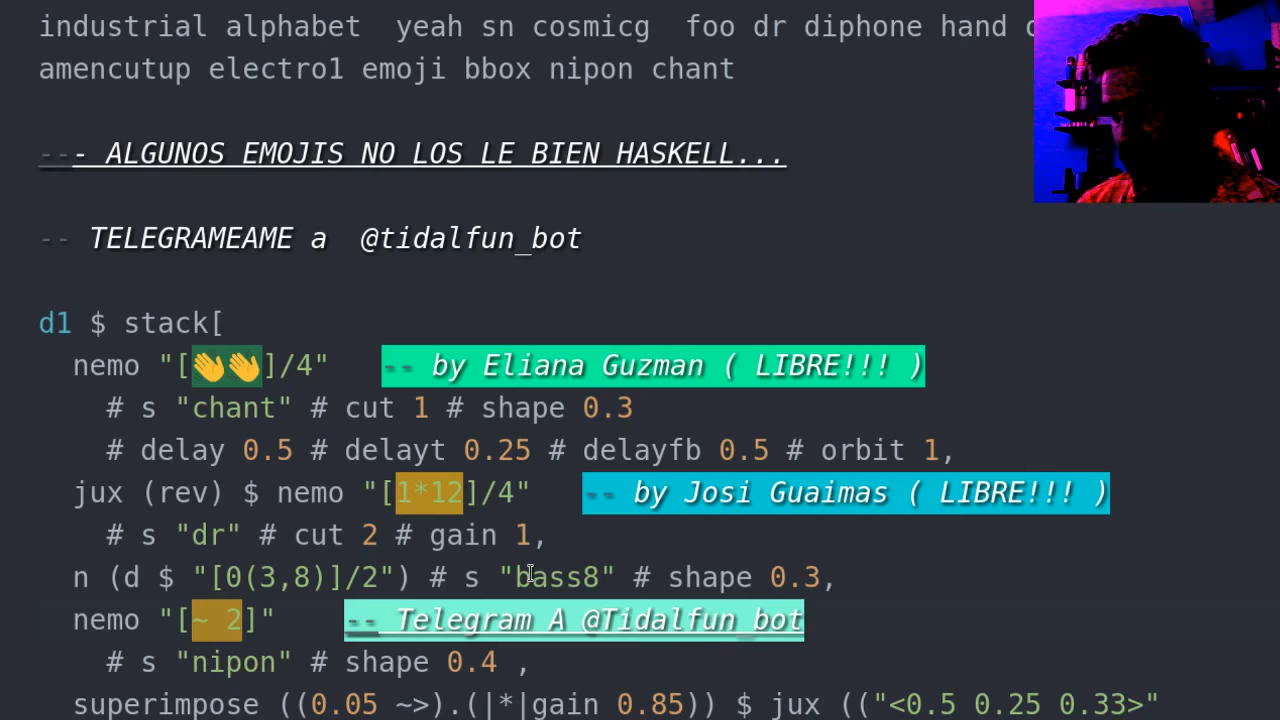 industrial alphabet  yeah sn cosmicg  foo dr diphone hand
amencutup electro1 emoji bbox nipon chant
--- ALGUNOS EMOJIS NO LOS LE BIEN HASKELL...
-- TELEGRAMEAME a  @tidalfun_bot
d1 $ stack[
nemo "[👏👏]/4"   -- by Eliana Guzman ( LIBRE!!! )
# s "chant" # cut 1 # shape 0.3
# delay 0.5 # delayt 0.25 # delayfb 0.5 # orbit 1,
jux (rev) $ nemo "[1*12]/4"   -- by Josi Guaimas ( LIBRE!!! )
# s "dr" # cut 2 # gain 1,
n (d $ "[0(3,8)]/2") # s "bass8" # shape 0.3,
nemo "[~ 2]"    -- Telegram A @Tidalfun_bot
# s "nipon" # shape 0.4 ,
superimpose ((0.05 ~>).(|*|gain 0.85)) $ jux (("<0.5 0.25 0.33>"